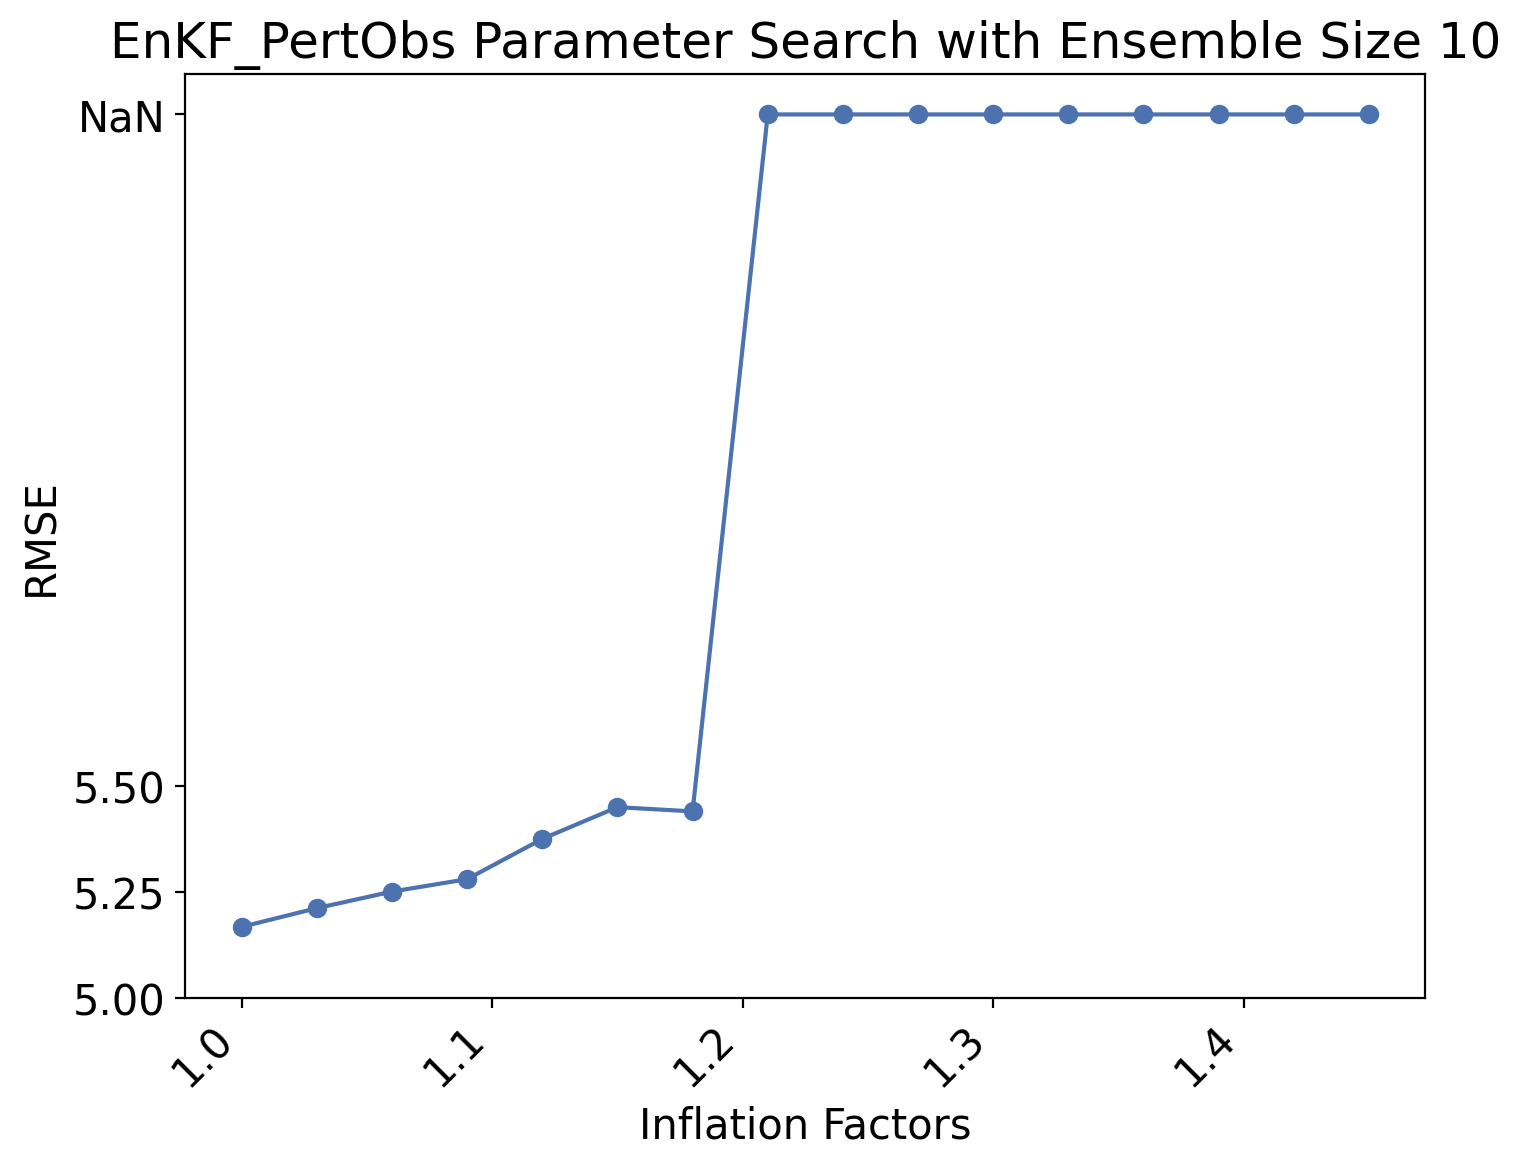 EnKF_PertObs Parameter Search with Ensemble Size 10
NaN
5.50
5.25
5.00
RMSE
1.0
1.1
1.2
1.3
1.4
Inflation Factors